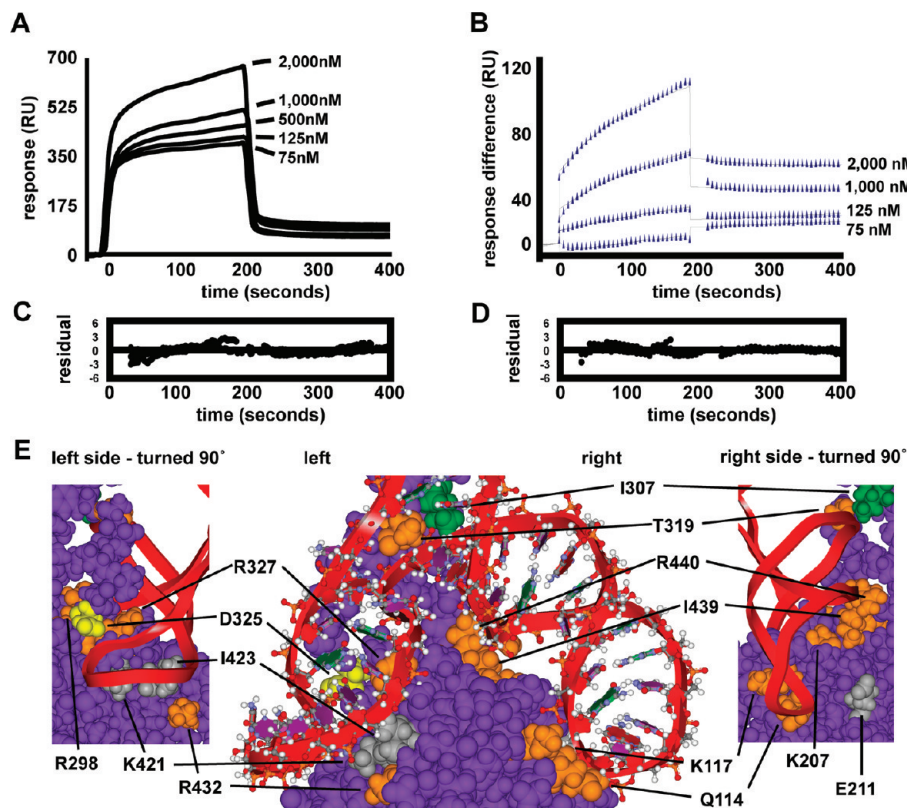 A
700
525
350
175
0
response (RU)
2,000nM
1,000nM
500nM
125nM
75nM
0
100
200
300
400
time (seconds)
B
120
80
40
0
response difference (RU)
2,000 nM
1,000 nM
125 nM
75 nM
0
100
200
300
400
time (seconds)
C
residual
6
3
0
-3
-6
100
200
300
400
time (seconds)
D
residual
6
3
0
-3
-6
0
100
200
300
400
time (seconds)
E
left side - turned 90˚
left
right
right side - turned 90˚
I307
T319
R327
R440
D325
I439
I423
R298
K421
R432
K117
K207
Q114
E211